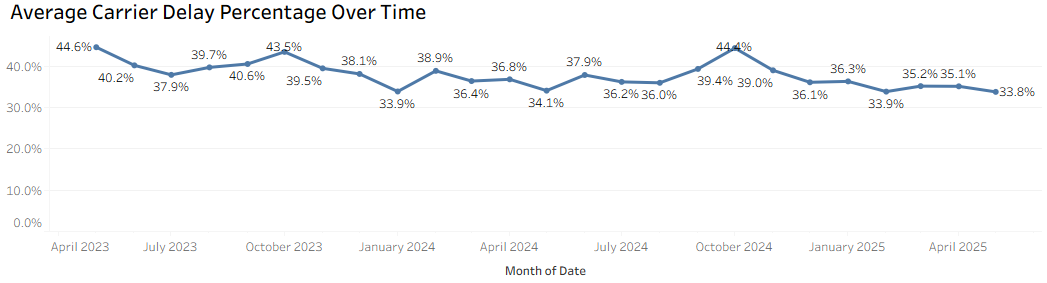 Average Carrier Delay Percentage Over Time
44.6%
40.2%
37.9%
39.7%
40.6%
43.5%
39.5%
38.1%
33.9%
38.9%
36.4%
36.8%
34.1%
37.9%
36.2%
36.0%
39.4%
44.4%
39.0%
36.1%
36.3%
33.9%
35.2%
35.1%
33.8%
40.0%
30.0%
20.0%
10.0%
0.0%
April 2023
July 2023
October 2023
January 2024
April 2024
July 2024
October 2024
January 2025
April 2025
Month of Date